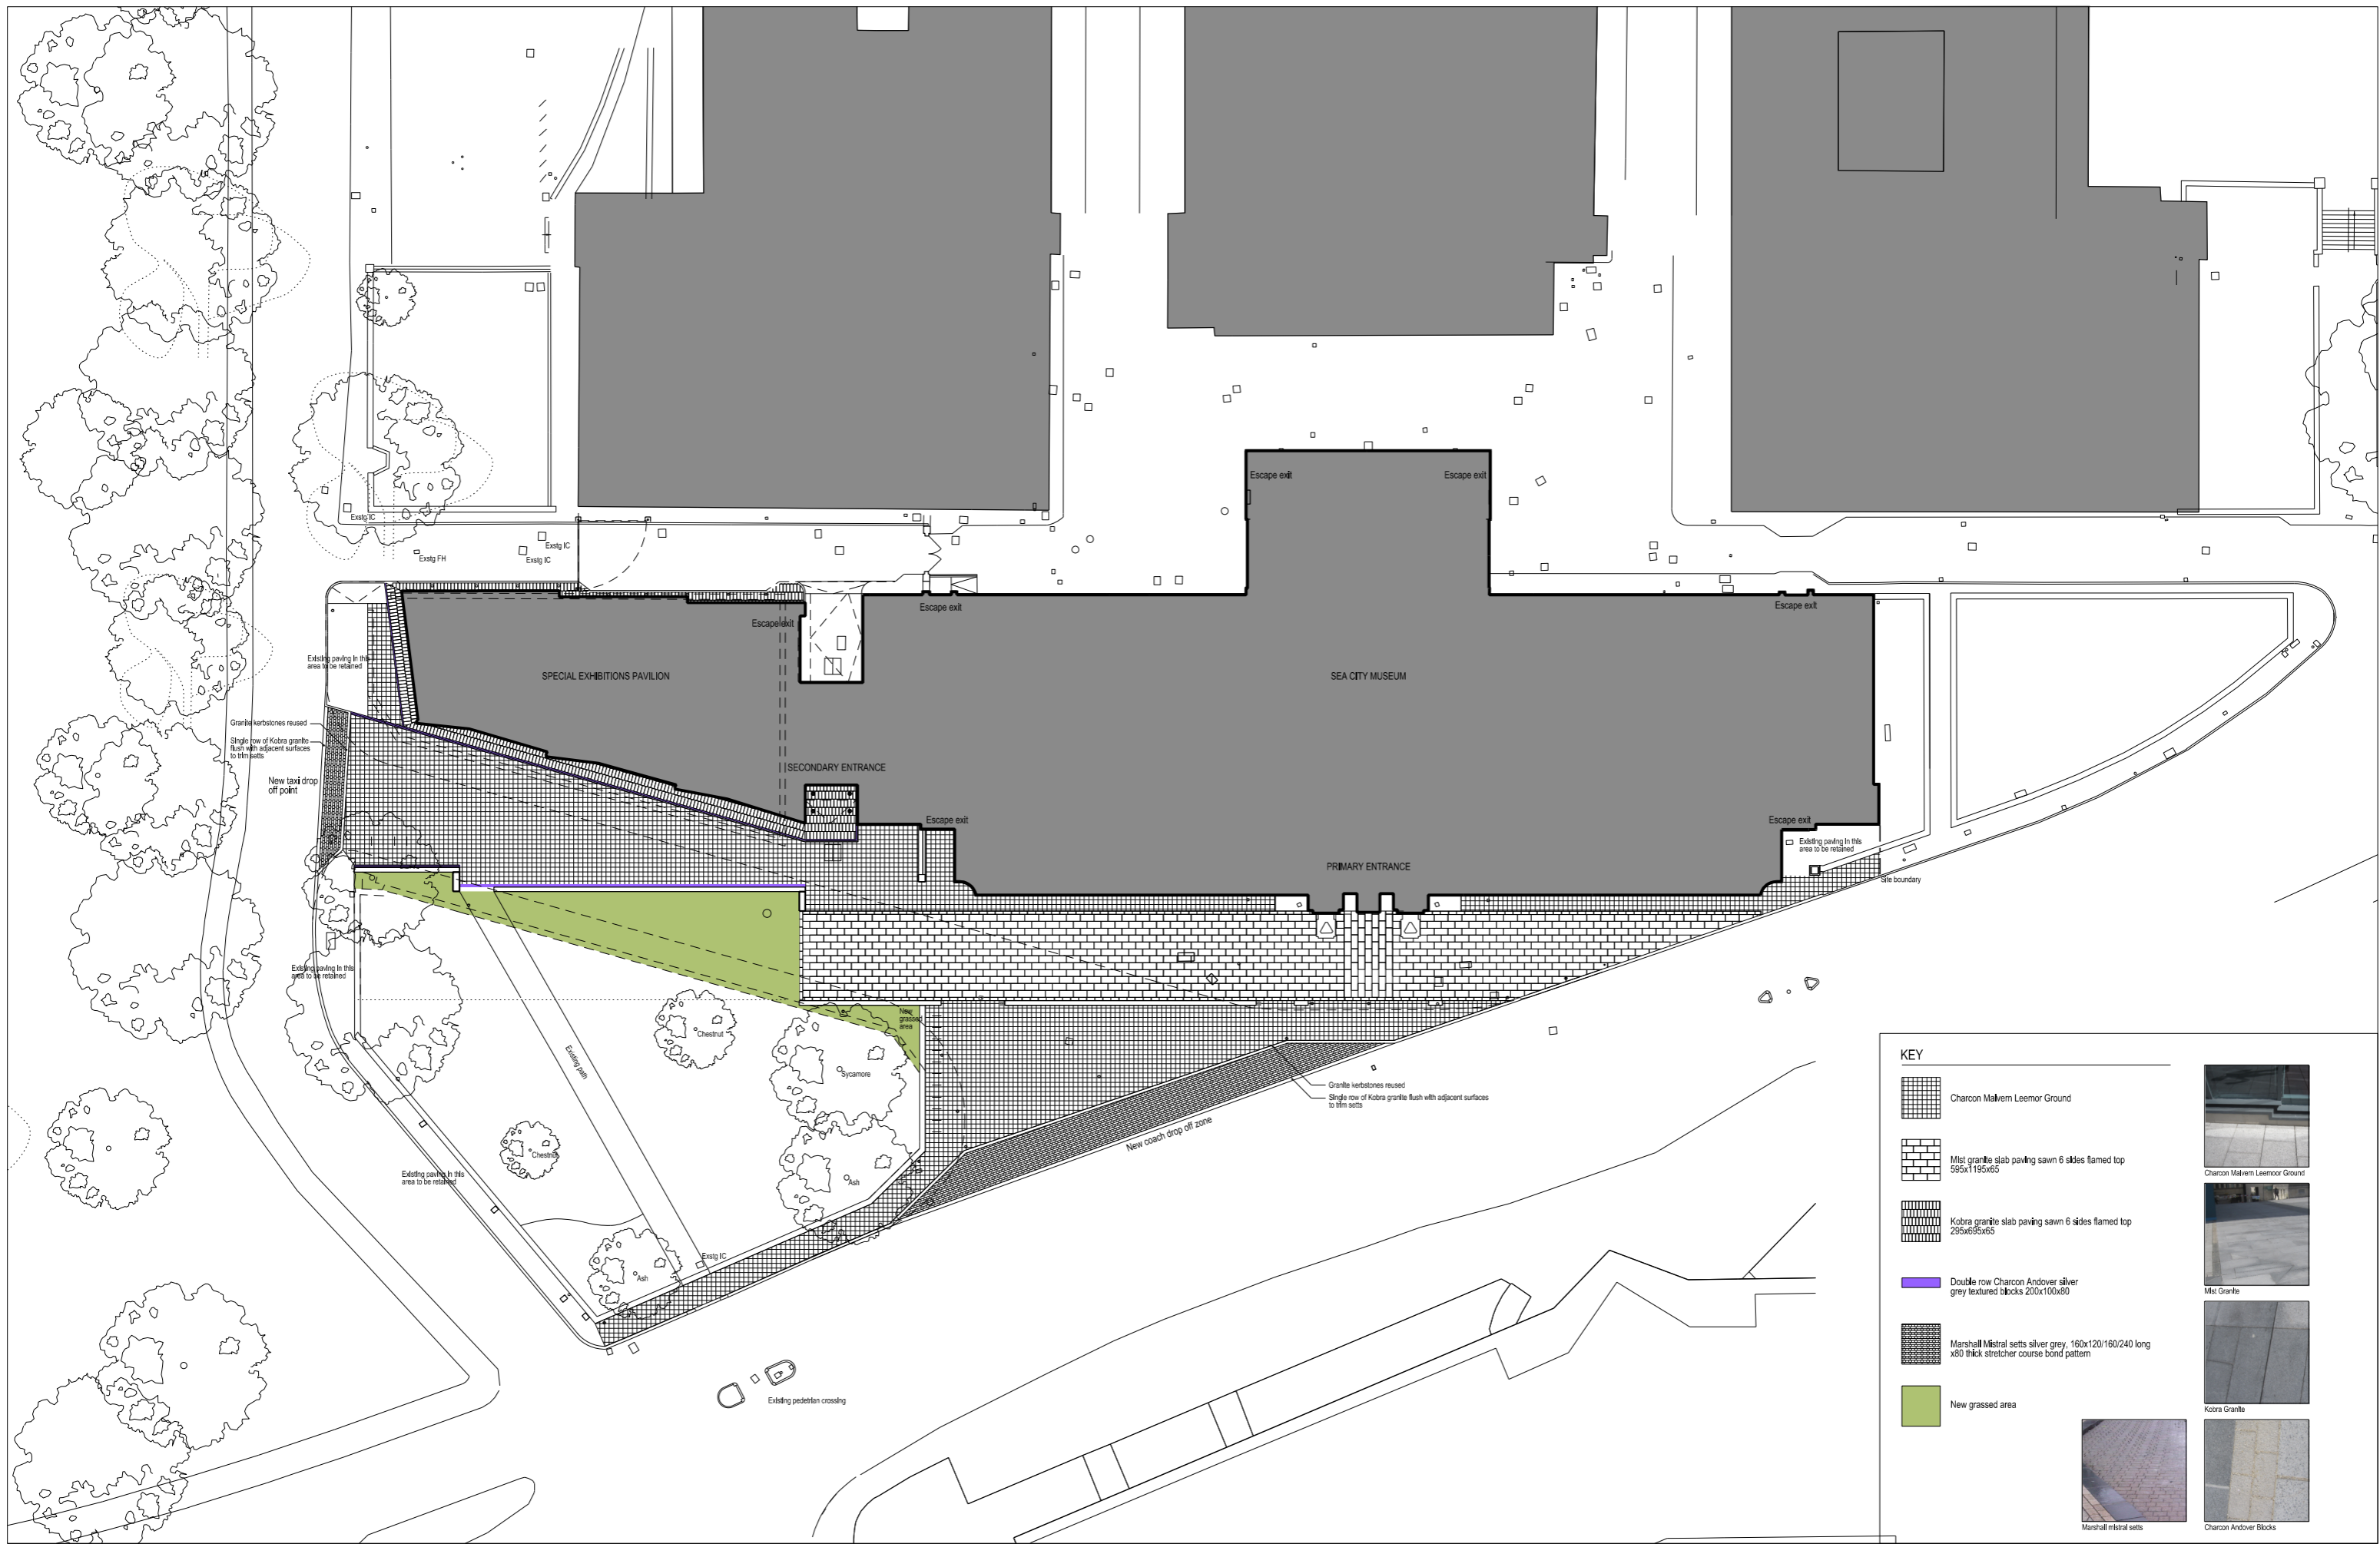 Escape exit
Escape exit
Exstg IC
Exstg IC
Exstg FH
Exstg IC
Escape exit
Escape exit
Escape exit
Existing paving in this
area to be retained
SPECIAL EXHIBITIONS PAVILION
SEA CITY MUSEUM
Granite kerbstones reused
Single row of Kobra granite
flush with adjacent surfaces
to trim setts
New taxi drop
off point
SECONDARY ENTRANCE
Escape exit
Escape exit
Existing paving in this
area to be retained
PRIMARY ENTRANCE
Site boundary
Existing paving in this
area to be retained
New
grassed
area
Chestnut
Existing path
Sycamore
Granite kerbstones reused
Single row of Kobra granite flush with adjacent surfaces
to trim setts
New coach drop off zone
Chestnut
Existing paving in this
area to be retained
Ash
Exstg IC
Ash
Existing pedetrian crossing
KEY
Charcon Malvern Leemor Ground
Charcon Malvern Leemoor Ground
Mist granite slab paving sawn 6 sides flamed top
595x1195x65
Mist Granite
Kobra granite slab paving sawn 6 sides flamed top
295x695x65
Double row Charcon Andover silver
grey textured blocks 200x100x80
Marshall Mistral setts silver grey, 160x120/160/240 long
x80 thick stretcher course bond pattern
Kobra Granite
New grassed area
Marshall mistral setts
Charcon Andover Blocks